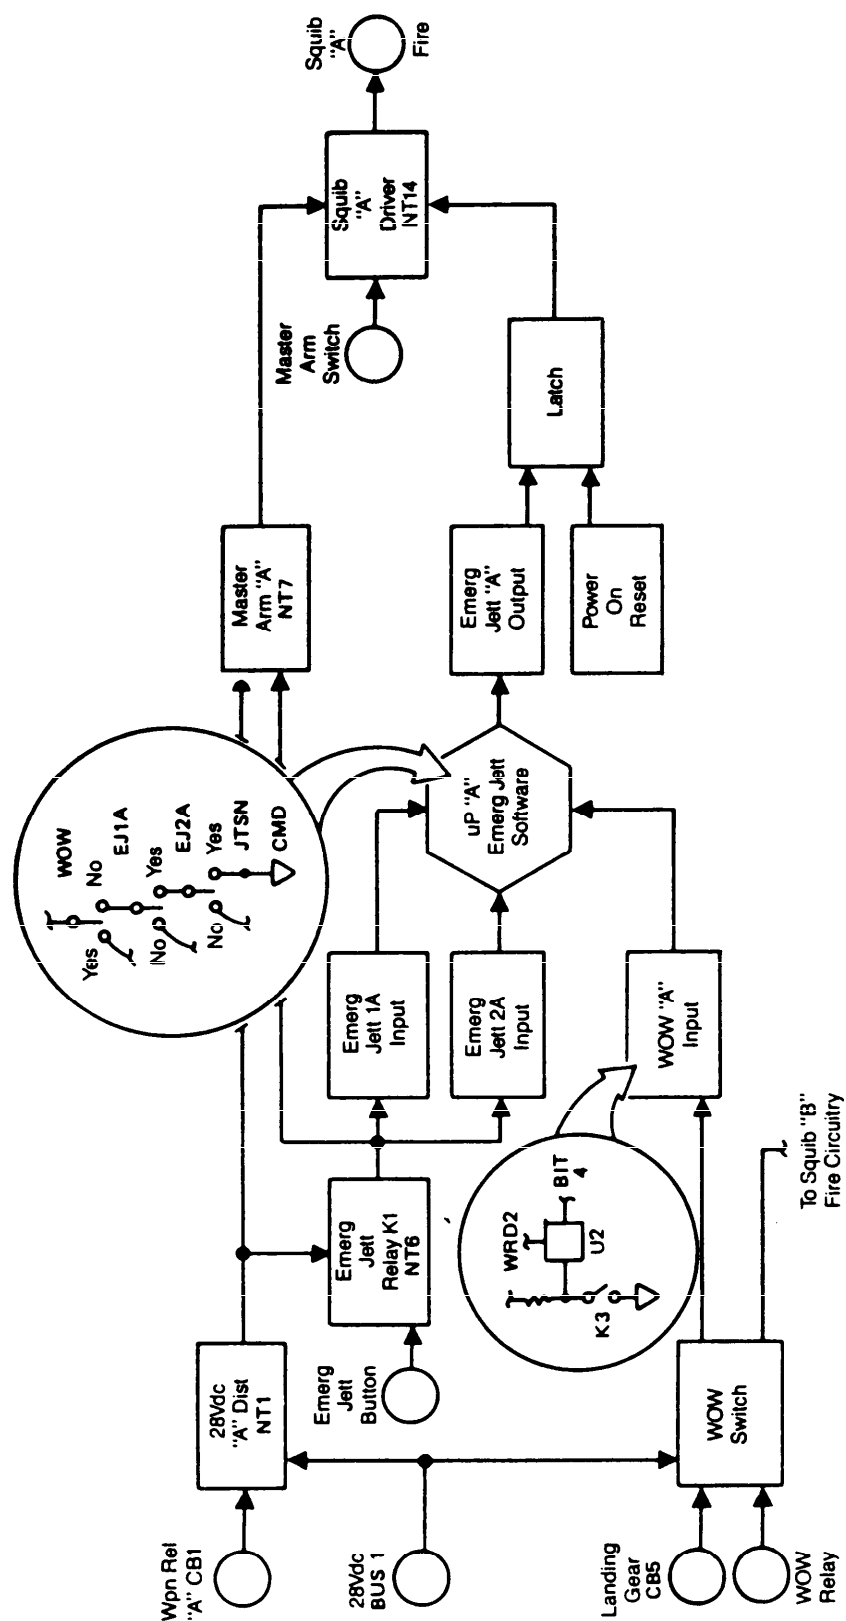 Wpn Rel
"A" CB1
28Vdc
BUS 1
Landing
Gear
CB5
WOW
Relay
28Vdc
"A" Dist
NT1
WOW
Switch
Emerg
Jett
Button
Emerg
Jett
Relay K1
NT6
WRD2
U2
BIT
4
K3
To Squib "B"
Fire Circuitry
Emerg
Jett 1A
Input
Emerg
Jett 2A
Input
WOW "A"
Input
WOW
Yes
No
EJ1A
No
Yes
EJ2A
No
Yes
JTSN
CMD
uP "A"
Emerg Jett
Software
Master
Arm "A"
NT7
Emerg
Jett "A"
Output
Power
On
Reset
Latch
Master
Arm
Switch
Squib
"A"
Driver
NT14
Squib
"A"
Fire